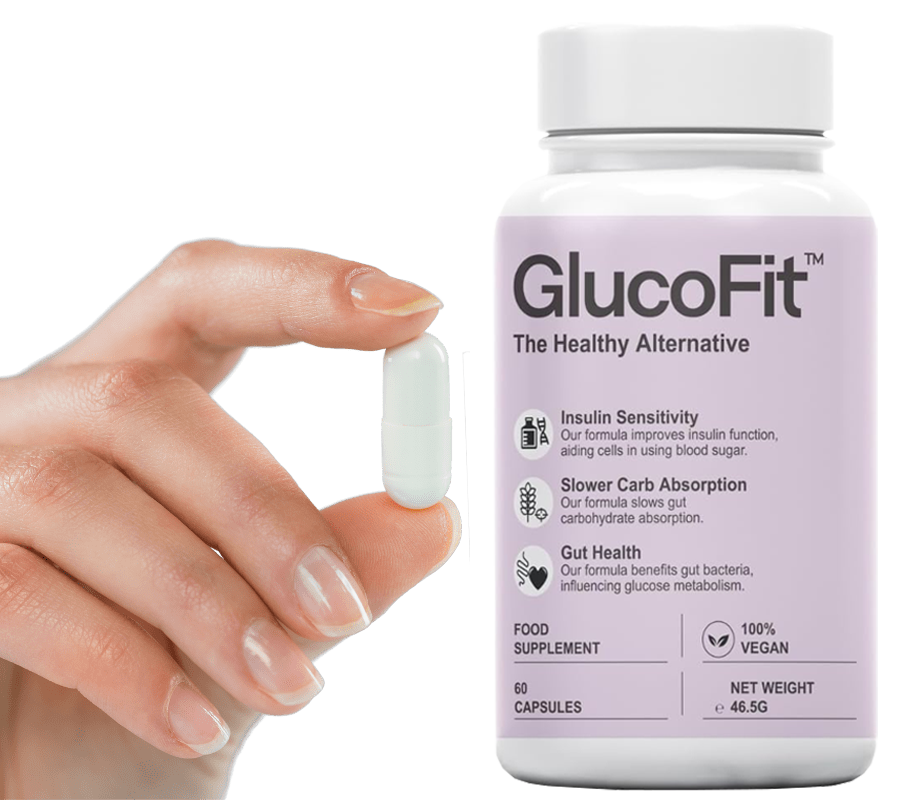 GlucoFit™
The Healthy Alternative
Insulin Sensitivity
Our formula improves insulin function,
aiding cells in using blood sugar.
Slower Carb Absorption
Our formula slows gut
carbohydrate absorption.
Gut Health
Our formula benefits gut bacteria,
influencing glucose metabolism.
FOOD
SUPPLEMENT
100%
VEGAN
60
CAPSULES
NET WEIGHT
℮ 46.5G